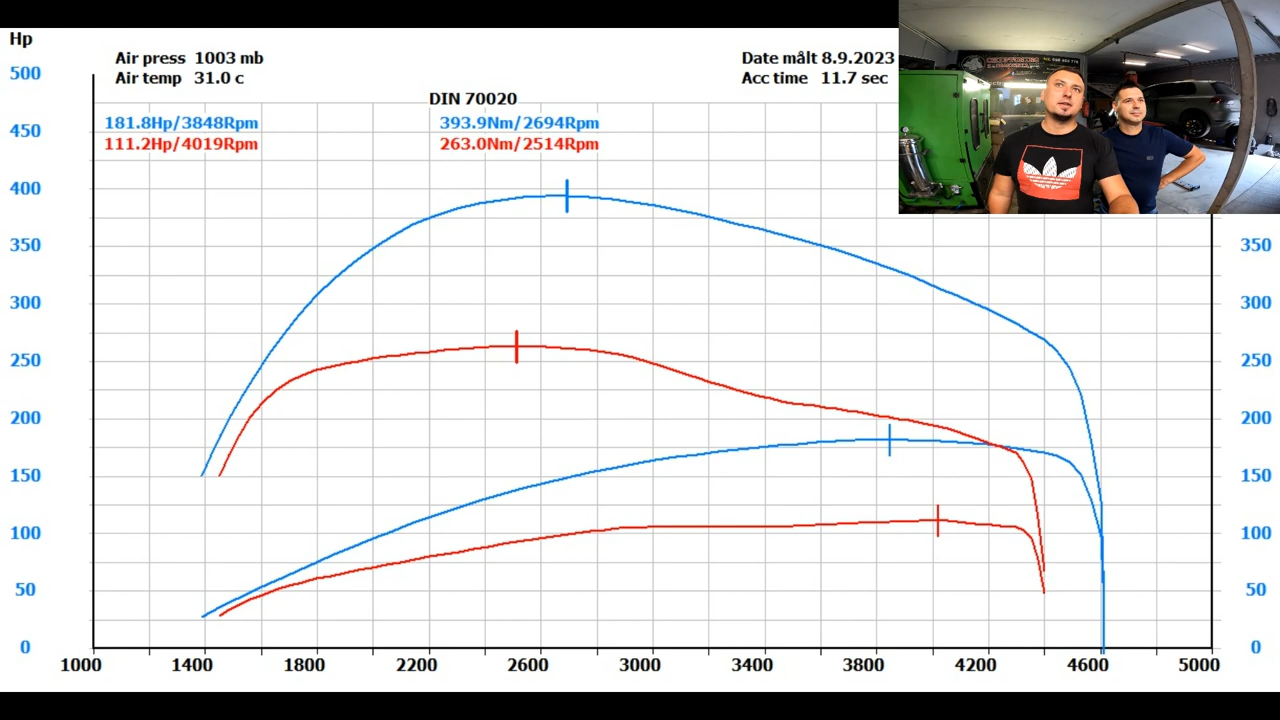 Hp
Air press 1003 mb
Air temp 31.0 c
Date målt 8.9.2023
Acc time 11.7 sec
DIN 70020
181.8Hp/3848Rpm
393.9Nm/2694Rpm
111.2Hp/4019Rpm
263.0Nm/2514Rpm
500
450
400
350 350
300 300
250 250
200 200
150 150
100 100
50 50
0 0
1000 1400 1800 2200 2600 3000 3400 3800 4200 4600 5000